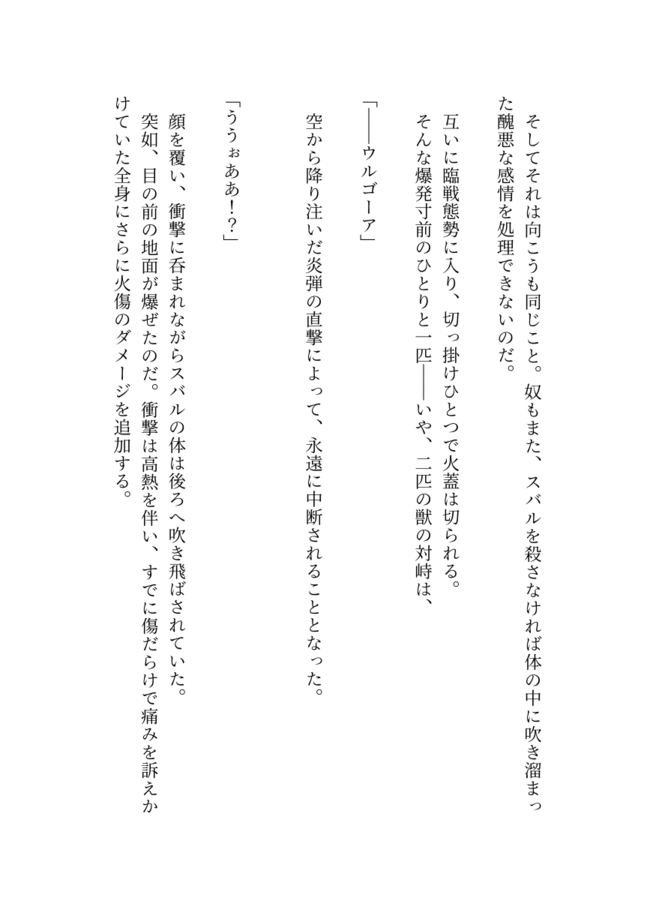 そしてそれは向こうも同じこと。奴もまた、スバルを殺さなければ体の中に吹き溜まっ
た醜悪な感情を処理できないのだ。
　互いに臨戦態勢に入り、切っ掛けひとつで火蓋は切られる。
　そんな爆発寸前のひとりと一匹――いや、二匹の獣の対峙は、
「――ウルゴーア」
　空から降り注いだ炎弾の直撃によって、永遠に中断されることとなった。
「うぅぉああ！？」
　顔を覆い、衝撃に呑まれながらスバルの体は後ろへ吹き飛ばされていた。
　突如、目の前の地面が爆ぜたのだ。衝撃は高熱を伴い、すでに傷だらけで痛みを訴えか
けていた全身にさらに火傷のダメージを追加する。